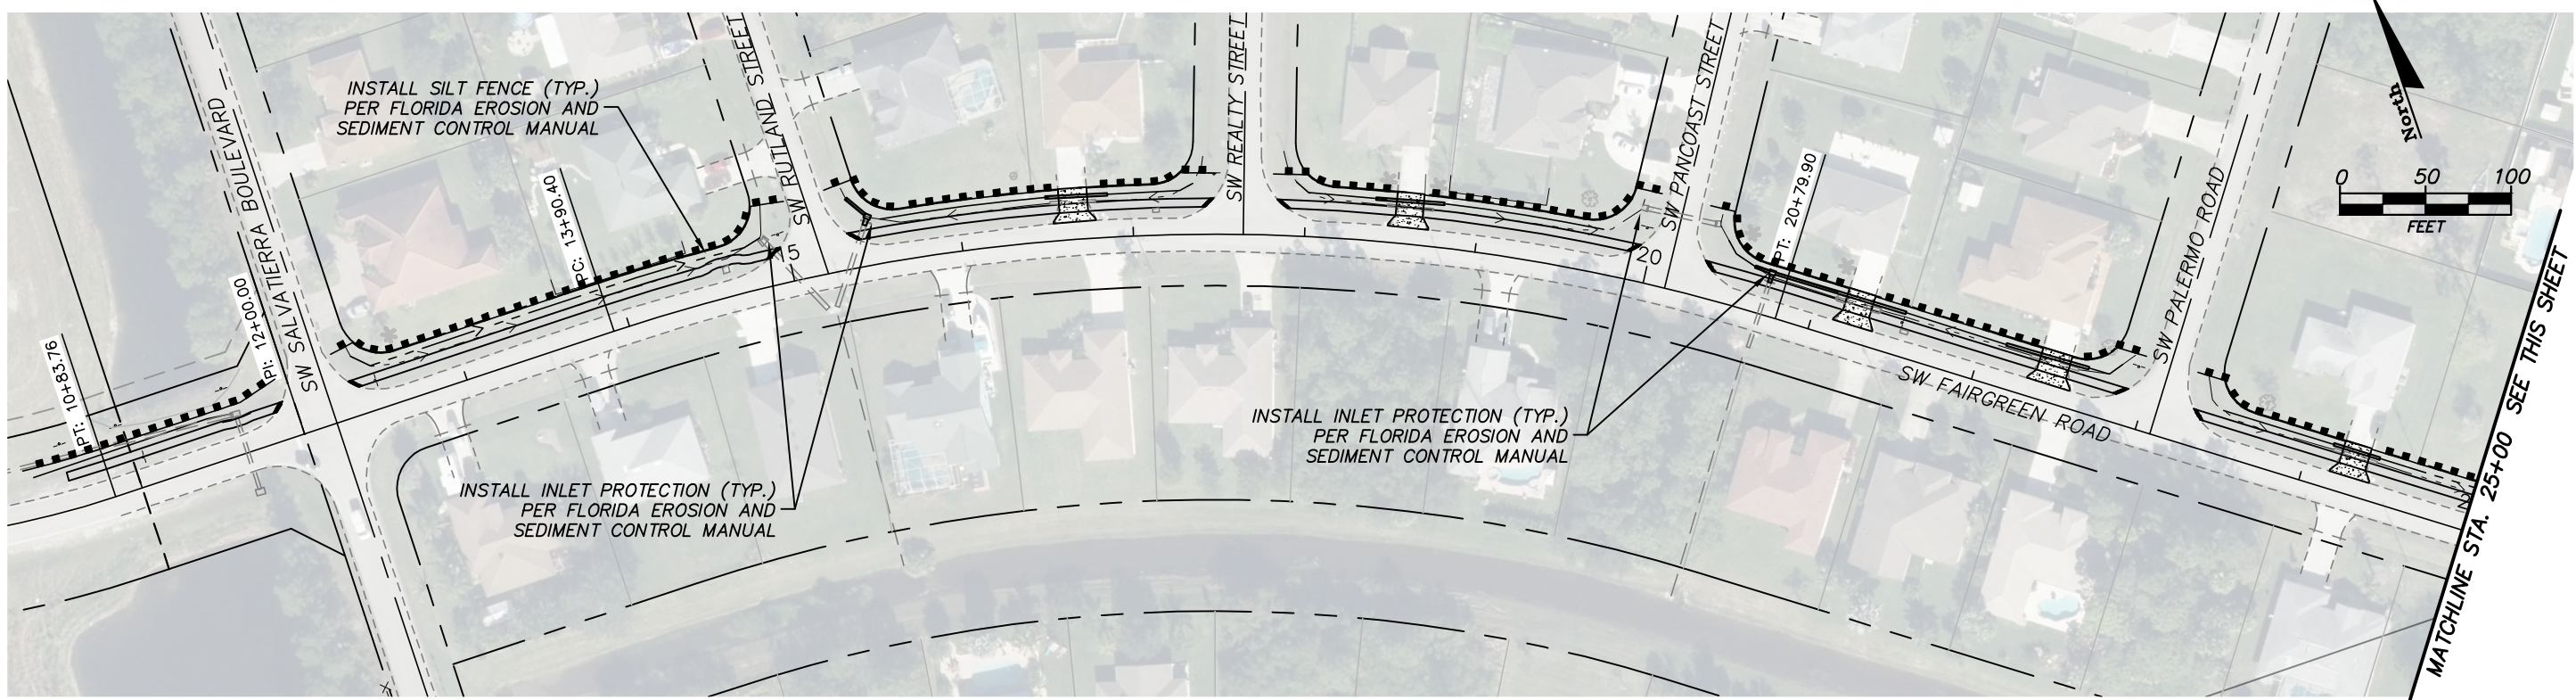 INSTALL SILT FENCE (TYP.)
PER FLORIDA EROSION AND
SEDIMENT CONTROL MANUAL
SW SALVATIERRA BOULEVARD
SW RUTLAND STREET
SW REALTY STREET
SW PANCOAST STREET
SW PALERMO ROAD
North
0 50 100
FEET
PT: 10+83.76
PI: 12+00.00
PC: 13+90.40
15
20
PT: 20+79.90
SW FAIRGREEN ROAD
INSTALL INLET PROTECTION (TYP.)
PER FLORIDA EROSION AND
SEDIMENT CONTROL MANUAL
INSTALL INLET PROTECTION (TYP.)
PER FLORIDA EROSION AND
SEDIMENT CONTROL MANUAL
MATCHLINE STA. 25+00 SEE THIS SHEET